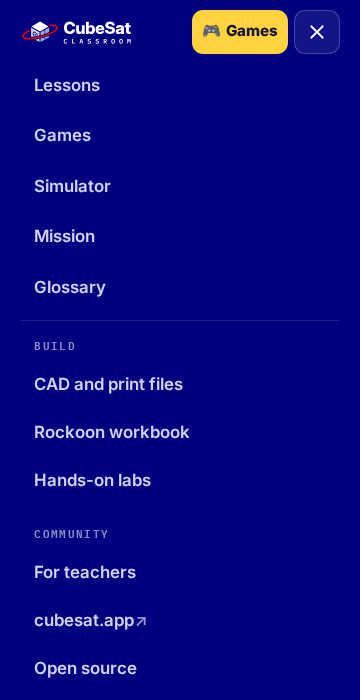 CubeSat
CLASSROOM
Games
Lessons
Games
Simulator
Mission
Glossary
BUILD
CAD and print files
Rockoon workbook
Hands-on labs
COMMUNITY
For teachers
cubesat.app
Open source